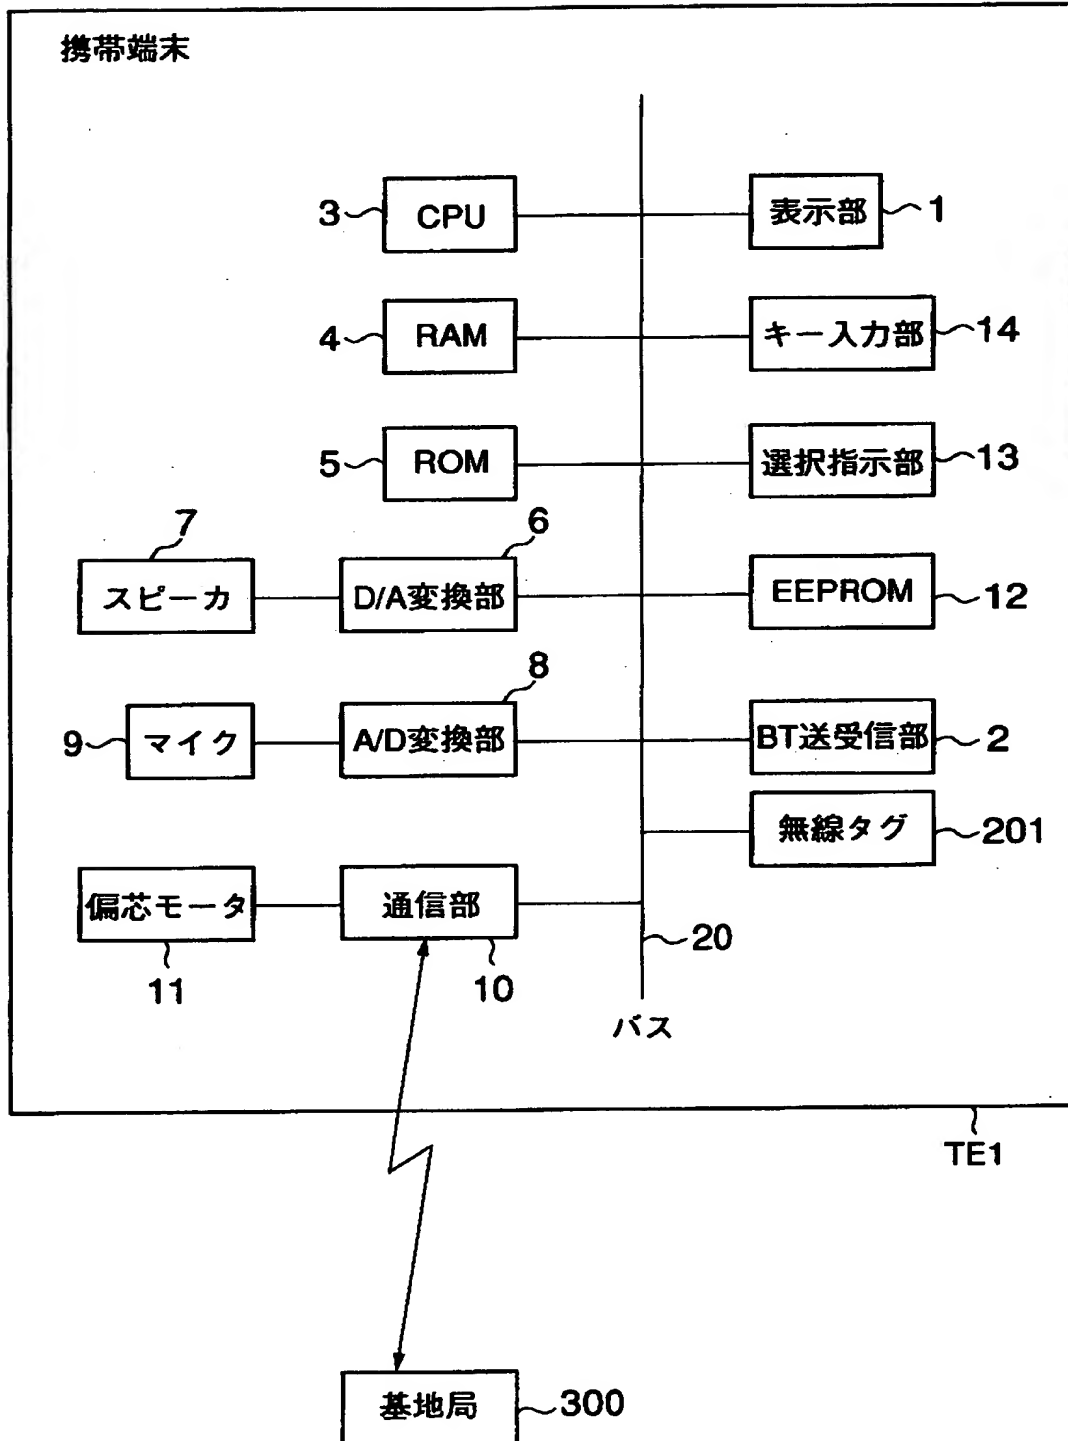 携帯端末
3 CPU 表示部 1
4 RAM キー入力部 14
5 ROM 選択指示部 13
7 6
スピーカ D/A変換部 EEPROM 12
8
9 マイク A/D変換部 BT送受信部 2
無線タグ 201
偏芯モータ 通信部 20
11 10
バス
TE1
基地局 300